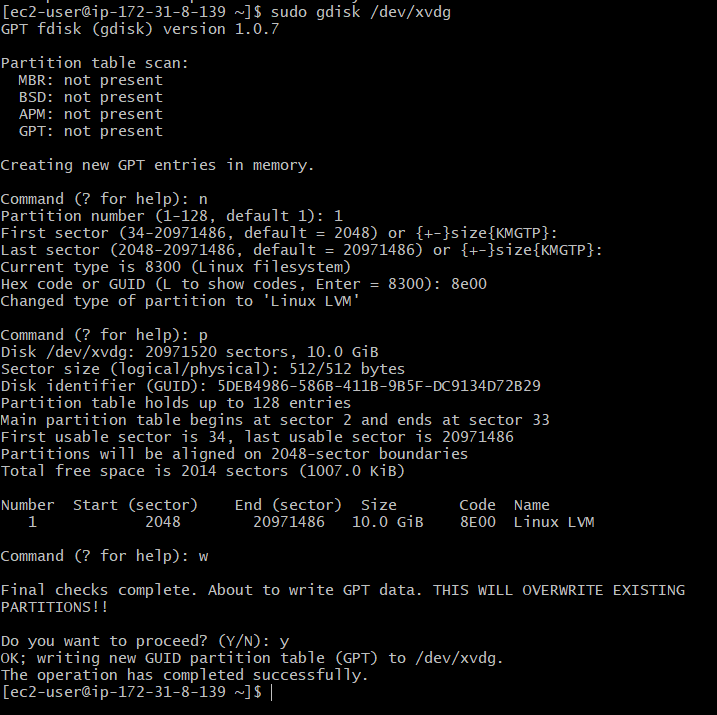 [ec2-user@ip-172-31-8-139 ~]$ sudo gdisk /dev/xvdg
GPT fdisk (gdisk) version 1.0.7

Partition table scan:
  MBR: not present
  BSD: not present
  APM: not present
  GPT: not present

Creating new GPT entries in memory.

Command (? for help): n
Partition number (1-128, default 1): 1
First sector (34-20971486, default = 2048) or {+-}size{KMGTP}:
Last sector (2048-20971486, default = 20971486) or {+-}size{KMGTP}:
Current type is 8300 (Linux filesystem)
Hex code or GUID (L to show codes, Enter = 8300): 8e00
Changed type of partition to 'Linux LVM'

Command (? for help): p
Disk /dev/xvdg: 20971520 sectors, 10.0 GiB
Sector size (logical/physical): 512/512 bytes
Disk identifier (GUID): 5DEB4986-586B-411B-9B5F-DC9134D72B29
Partition table holds up to 128 entries
Main partition table begins at sector 2 and ends at sector 33
First usable sector is 34, last usable sector is 20971486
Partitions will be aligned on 2048-sector boundaries
Total free space is 2014 sectors (1007.0 KiB)

Number  Start (sector)    End (sector)  Size       Code  Name
   1            2048        20971486   10.0 GiB    8E00  Linux LVM

Command (? for help): w

Final checks complete. About to write GPT data. THIS WILL OVERWRITE EXISTING
PARTITIONS!!

Do you want to proceed? (Y/N): y
OK; writing new GUID partition table (GPT) to /dev/xvdg.
The operation has completed successfully.
[ec2-user@ip-172-31-8-139 ~]$